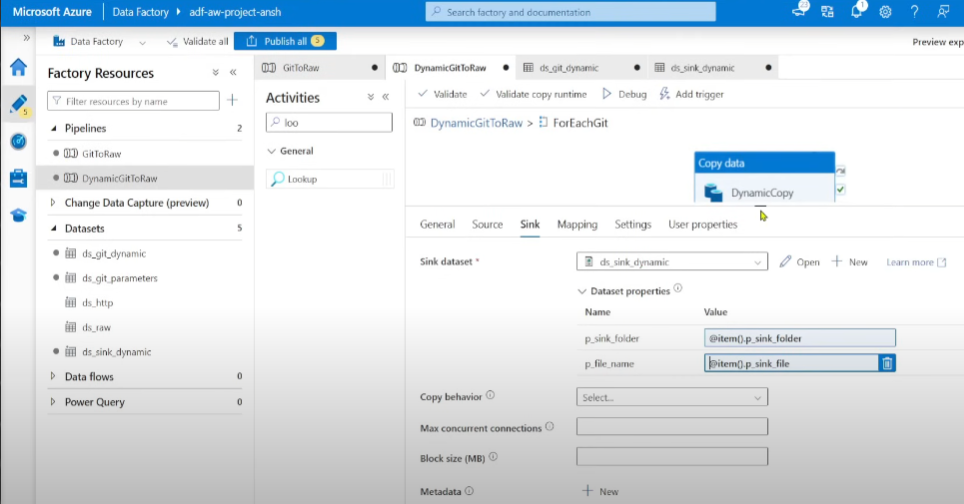 Microsoft Azure Data Factory adf-aw-project-ansh Search factory and documentation 23 1
Data Factory Validate all Publish all 5 Preview exp
Factory Resources
Filter resources by name
Pipelines 2
GitToRaw
DynamicGitToRaw
Change Data Capture (preview) 0
Datasets 5
ds_git_dynamic
ds_git_parameters
ds_http
ds_raw
ds_sink_dynamic
Data flows 0
Power Query 0
GitToRaw DynamicGitToRaw ds_git_dynamic ds_sink_dynamic
Activities
loo
General
Lookup
Validate Validate copy runtime Debug Add trigger
DynamicGitToRaw > ForEachGit
Copy data
DynamicCopy
General Source Sink Mapping Settings User properties
Sink dataset * ds_sink_dynamic Open New Learn more
Dataset properties
Name Value
p_sink_folder @item().p_sink_folder
p_file_name @item().p_sink_file
Copy behavior Select...
Max concurrent connections
Block size (MB)
Metadata New